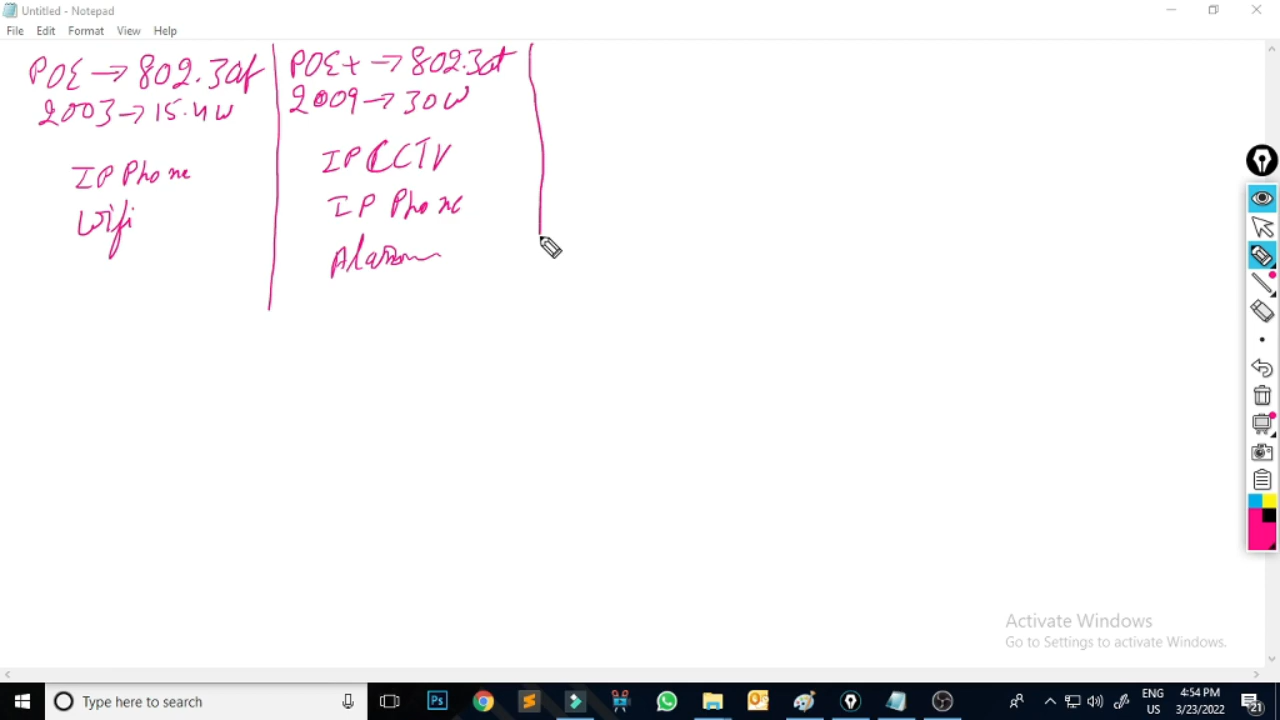 Untitled - Notepad
File Edit Format View Help
POE → 802.3af
2003 → 15.4W
IP Phone
Wifi
POE+ → 802.3at
2009 → 30W
IP CCTV
IP Phone
Alarm
Activate Windows
Go to Settings to activate Windows.
Type here to search
Ps
ENG
US
4:54 PM
3/23/2022
21